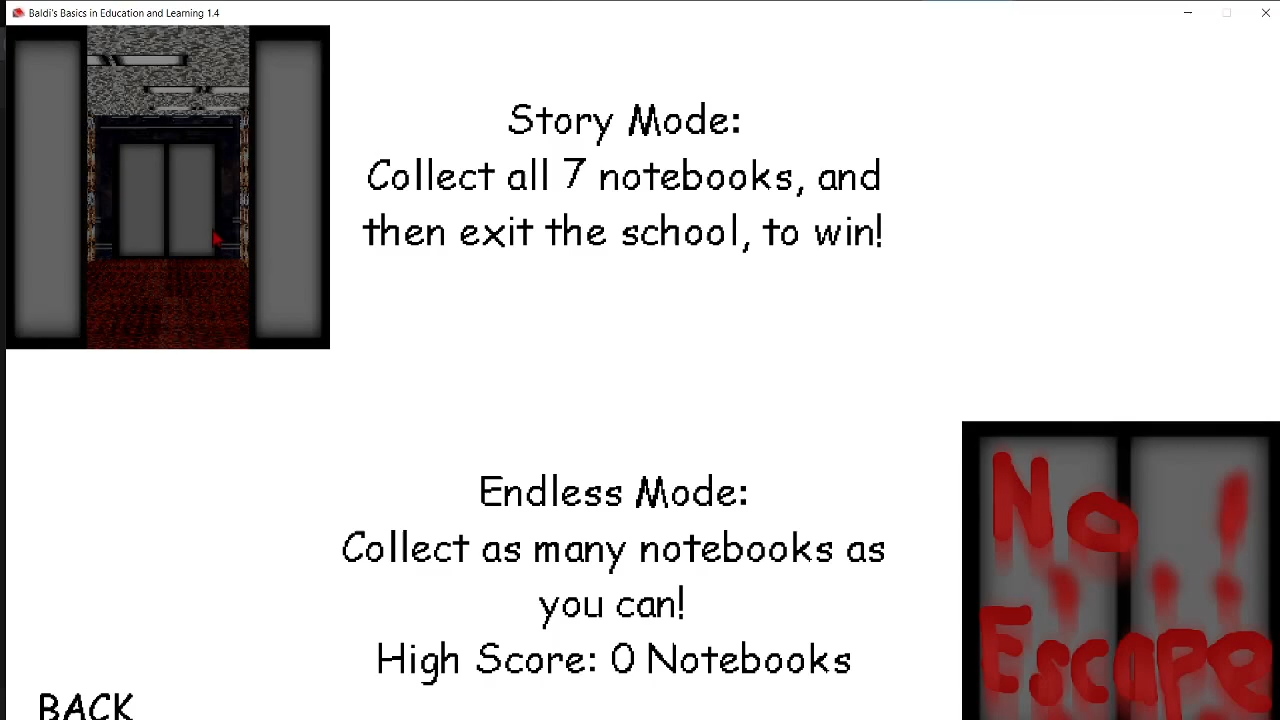 Baldi's Basics in Education and Learning 1.4
Story Mode:
Collect all 7 notebooks, and
then exit the school, to win!
Endless Mode:
Collect as many notebooks as
you can!
High Score: 0 Notebooks
No
Escape
BACK